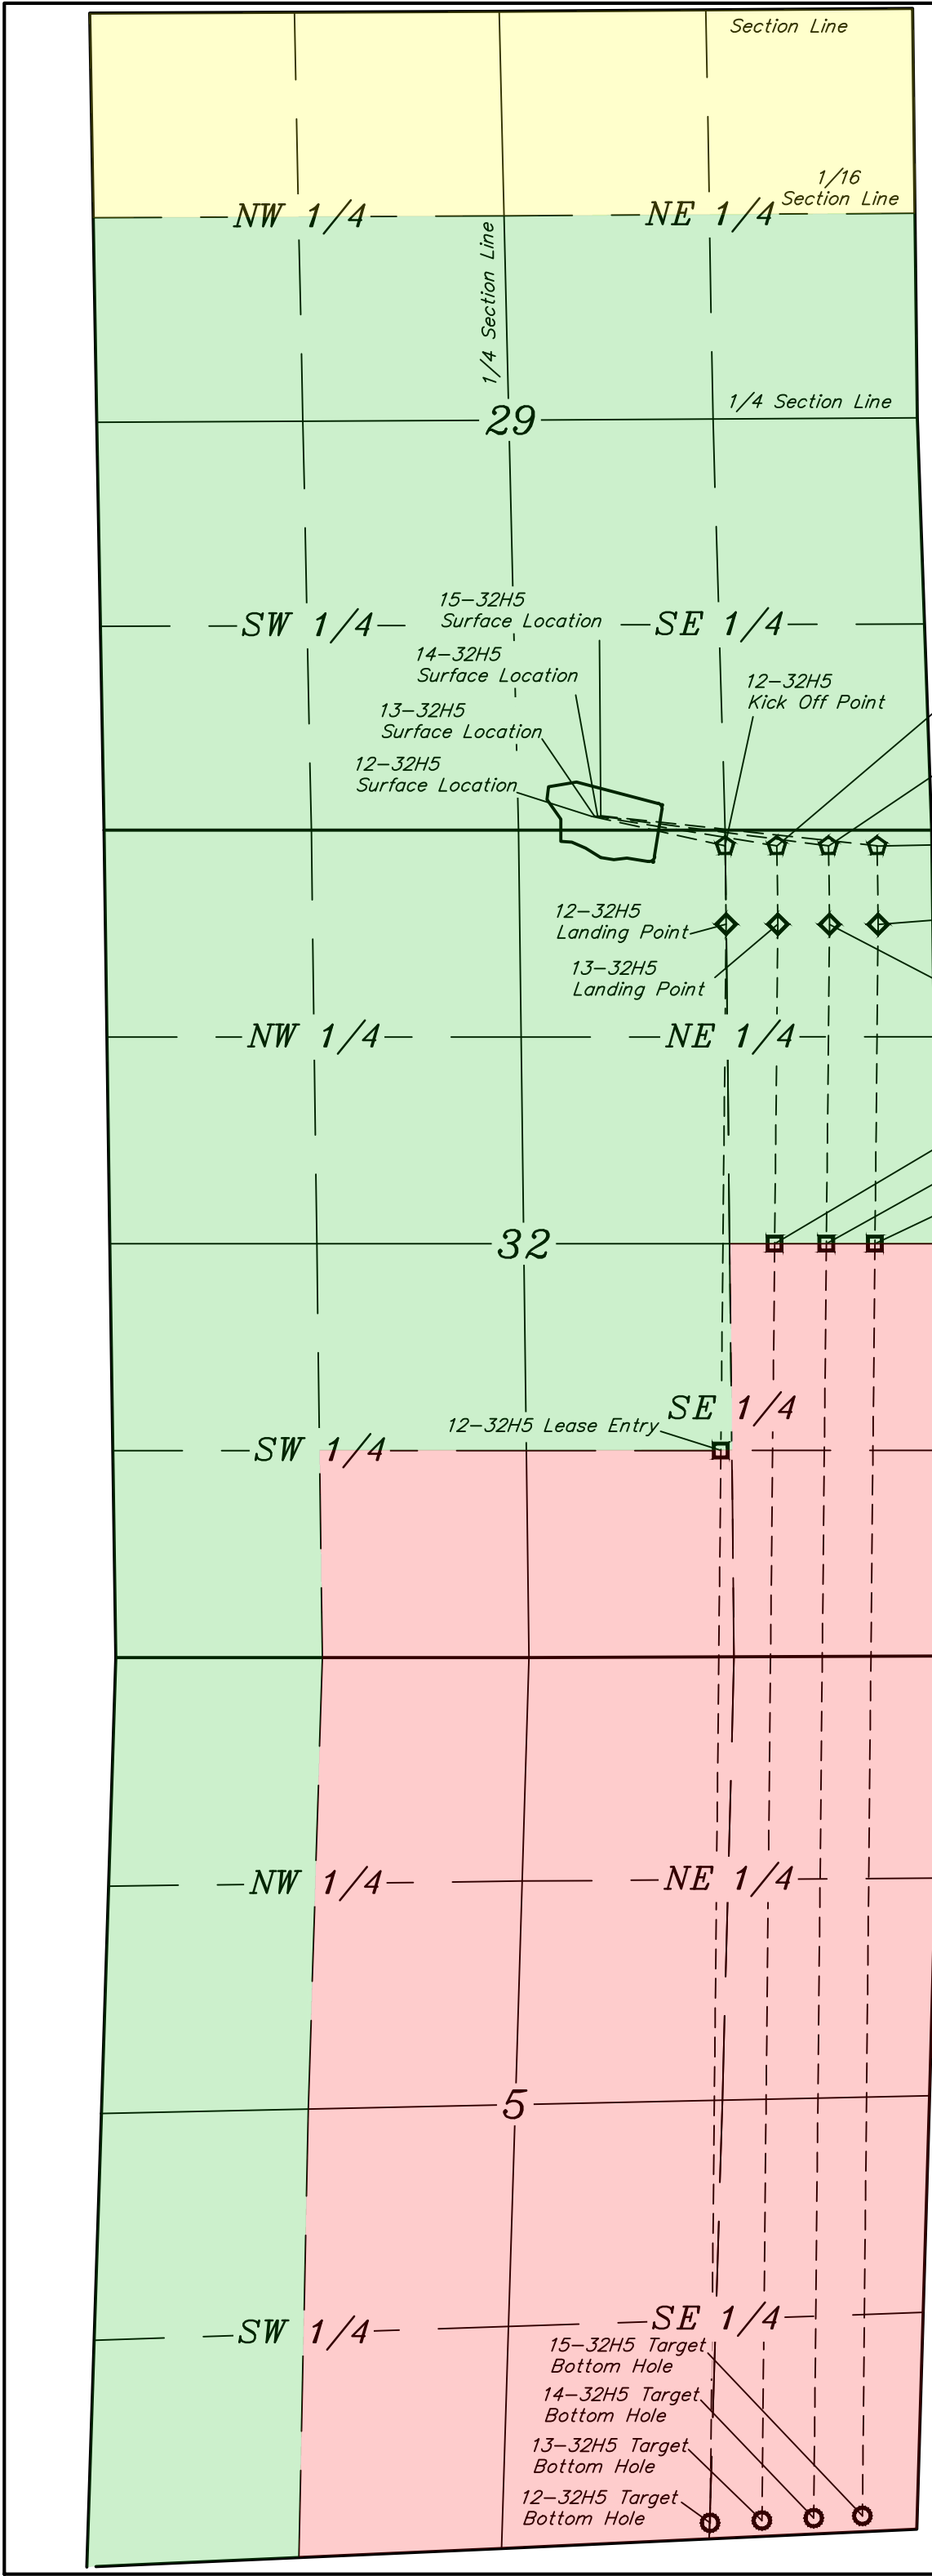 Section Line
1/16
Section Line
NW 1/4
NE 1/4
1/4 Section Line
1/4 Section Line
29
15-32H5
Surface Location
SW 1/4
SE 1/4
14-32H5
Surface Location
12-32H5
Kick Off Point
13-32H5
Surface Location
12-32H5
Surface Location
12-32H5
Landing Point
13-32H5
Landing Point
NW 1/4
NE 1/4
32
SE 1/4
12-32H5 Lease Entry
SW 1/4
NW 1/4
NE 1/4
5
SE 1/4
SW 1/4
15-32H5 Target
Bottom Hole
14-32H5 Target
Bottom Hole
13-32H5 Target
Bottom Hole
12-32H5 Target
Bottom Hole